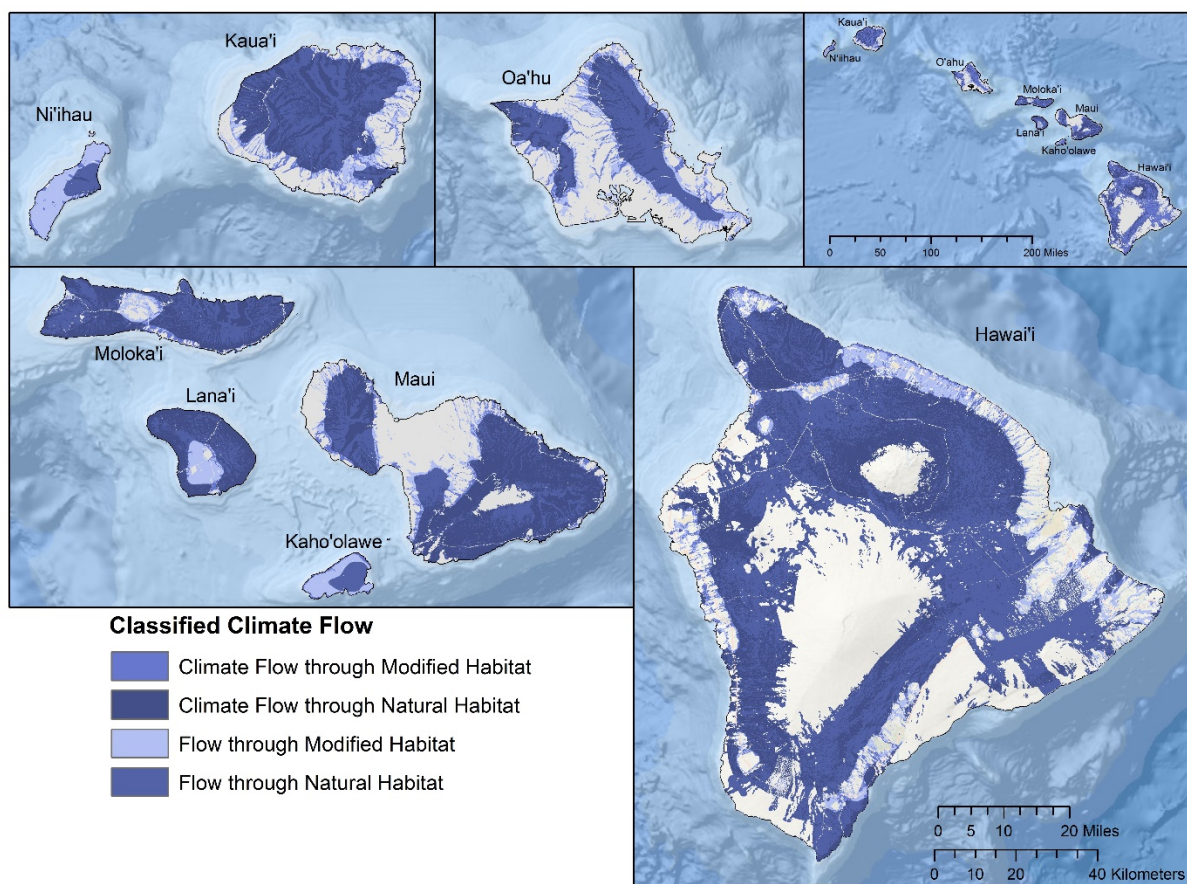 Kaua'i
Ni'ihau
Oa'hu
Kaua'i
N'iihau
O'ahu
Moloka'i
Maui
Lana'i
Kaho'olawe
Hawai'i
0 50 100 200 Miles
Moloka'i
Lana'i
Maui
Kaho'olawe
Hawai'i
Classified Climate Flow
Climate Flow through Modified Habitat
Climate Flow through Natural Habitat
Flow through Modified Habitat
Flow through Natural Habitat
0 5 10 20 Miles
0 10 20 40 Kilometers